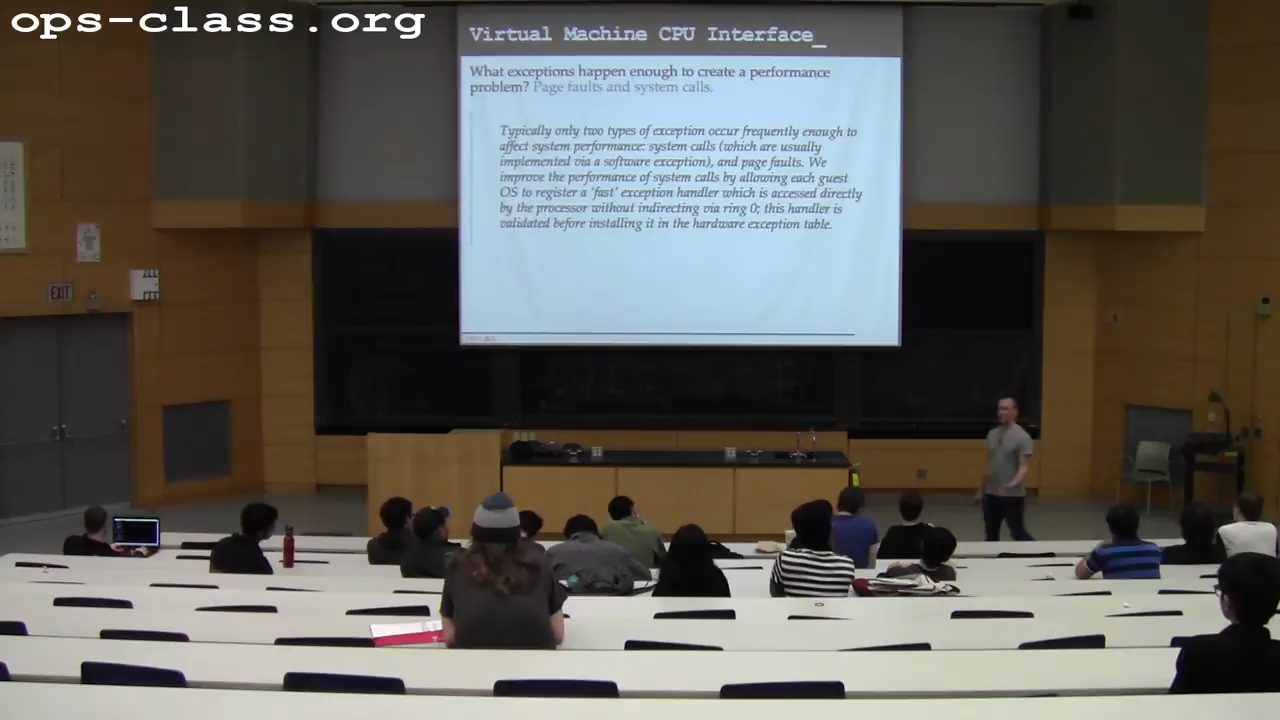 ops-class.org
Virtual Machine CPU Interface_
What exceptions happen enough to create a performance
problem? Page faults and system calls.
Typically only two types of exception occur frequently enough to
affect system performance: system calls (which are usually
implemented via a software exception), and page faults. We
improve the performance of system calls by allowing each guest
OS to register a 'fast' exception handler which is accessed directly
by the processor without indirecting via ring 0; this handler is
validated before installing it in the hardware exception table.
EXIT